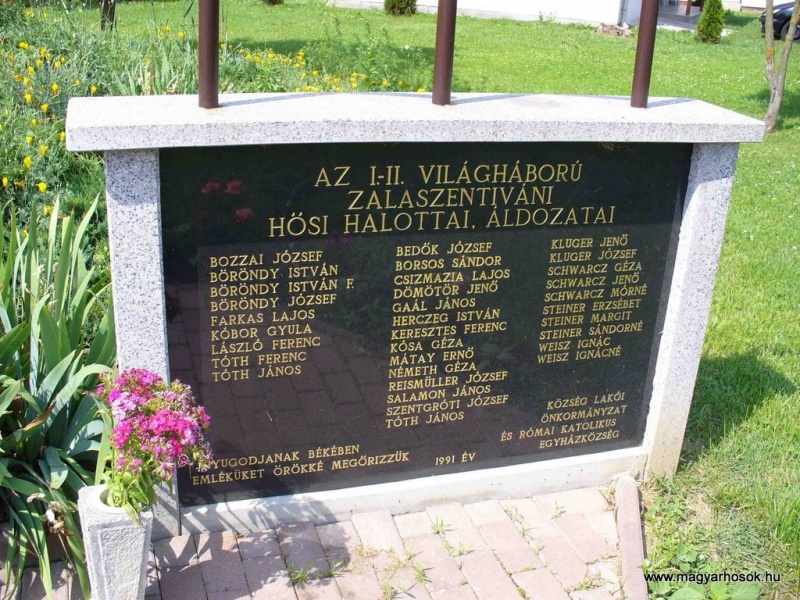 AZ I-II. VILÁGHÁBORÚ
ZALASZENTIVÁNI
HŐSI HALOTTAI, ÁLDOZATAI
BOZZAI JÓZSEF
BÖRÖNDY ISTVÁN
BÖRÖNDY ISTVÁN F.
BÖRÖNDY JÓZSEF
FARKAS LAJOS
KÓBOR GYULA
LÁSZLÓ FERENC
TÓTH FERENC
TÓTH JÁNOS
BEDŐK JÓZSEF
BORSOS SÁNDOR
CSIZMAZIA LAJOS
DÖMÖTÖR JENŐ
GAÁL JÁNOS
HERCZEG ISTVÁN
KERESZTES FERENC
KÓSA GÉZA
MÁTAY ERNŐ
NÉMETH GÉZA
REISMÜLLER JÓZSEF
SALAMON JÁNOS
SZENTGRÓTI JÓZSEF
TÓTH JÁNOS
KLUGER JENŐ
KLUGER JÓZSEF
SCHWARCZ GÉZA
SCHWARCZ JENŐ
SCHWARCZ MÓRNÉ
STEINER ERZSÉBET
STEINER MARGIT
STEINER SÁNDORNÉ
WEISZ IGNÁC
WEISZ IGNÁCNÉ
NYUGODJANAK BÉKÉBEN
EMLÉKÜKET ÖRÖKKÉ MEGŐRIZZÜK 1991 ÉV
KÖZSÉG LAKÓI
ÖNKORMÁNYZAT
ÉS RÓMAI KATOLIKUS
EGYHÁZKÖZSÉG
www.magyarhosok.hu